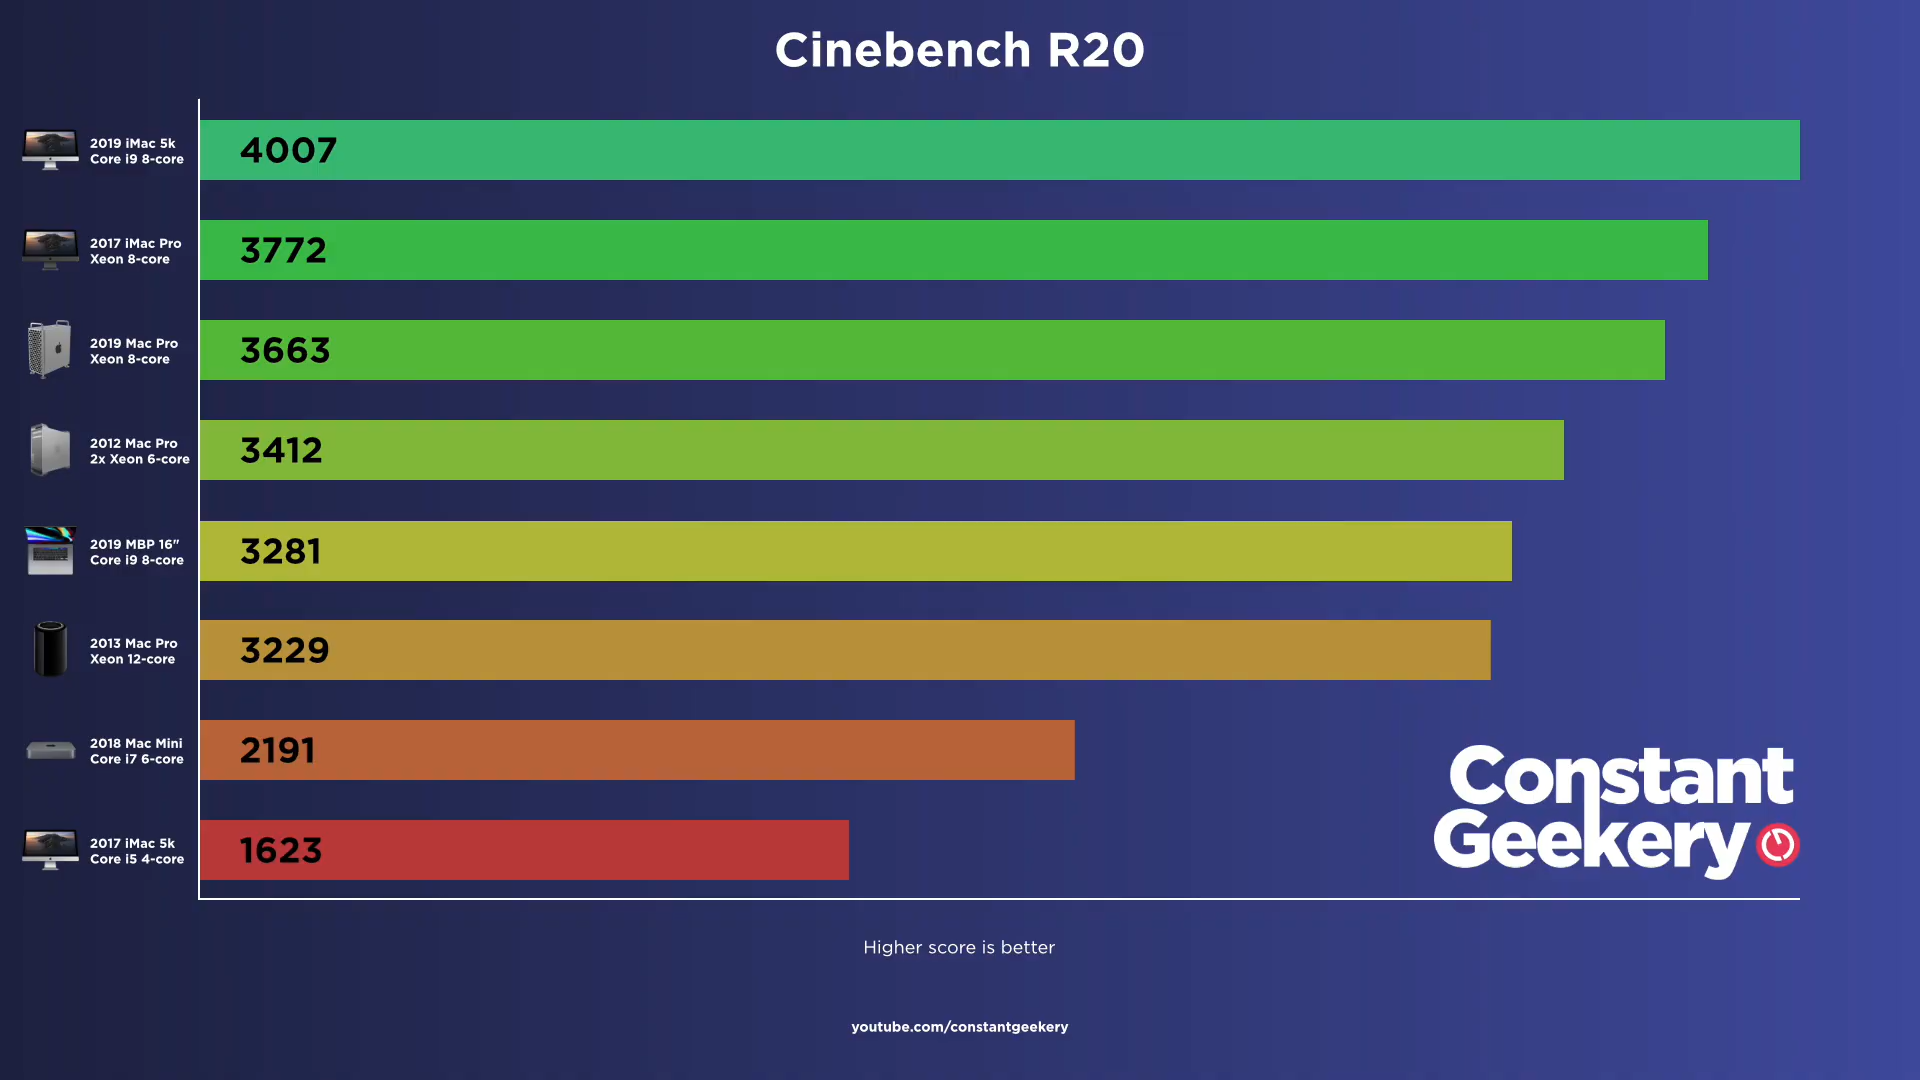 Cinebench R20
2019 iMac 5k
Core i9 8-core
4007
2017 iMac Pro
Xeon 8-core
3772
2019 Mac Pro
Xeon 8-core
3663
2012 Mac Pro
2x Xeon 6-core
3412
2019 MBP 16"
Core i9 8-core
3281
2013 Mac Pro
Xeon 12-core
3229
2018 Mac Mini
Core i7 6-core
2191
2017 iMac 5k
Core i5 4-core
1623
Constant
Geekery
Higher score is better
youtube.com/constantgeekery